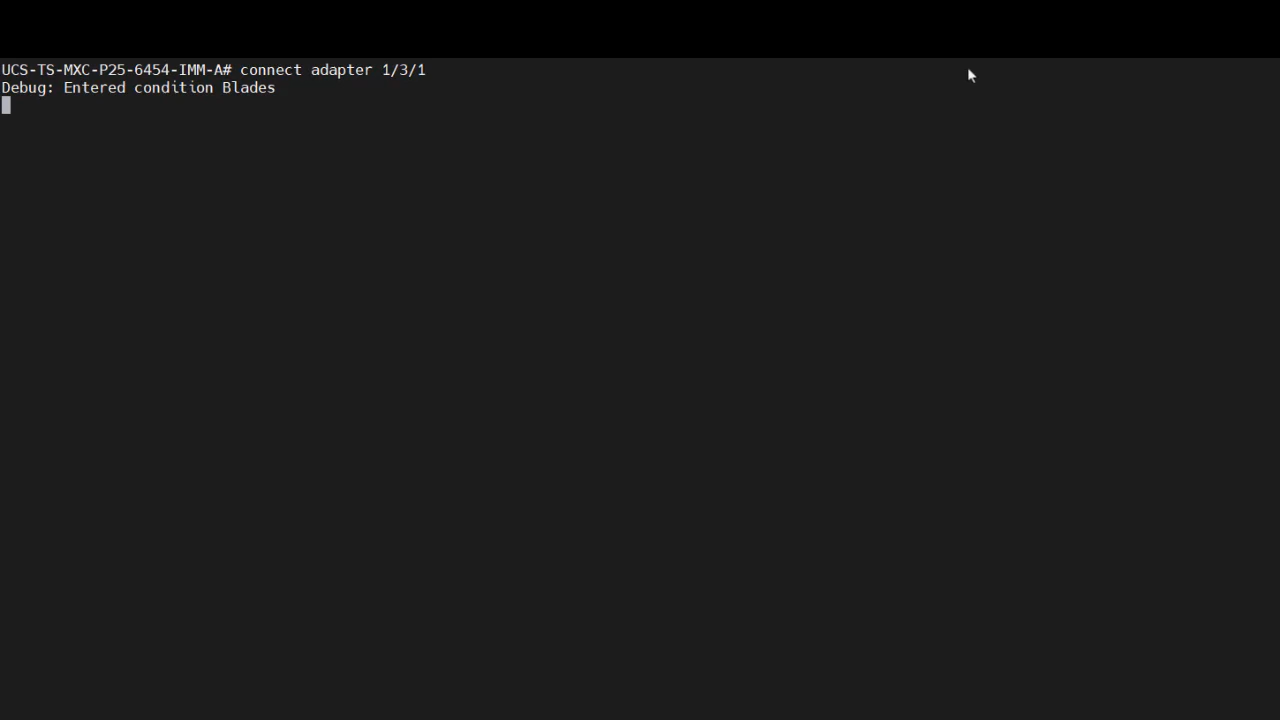 UCS-TS-MXC-P25-6454-IMM-A# connect adapter 1/3/1
Debug: Entered condition Blades